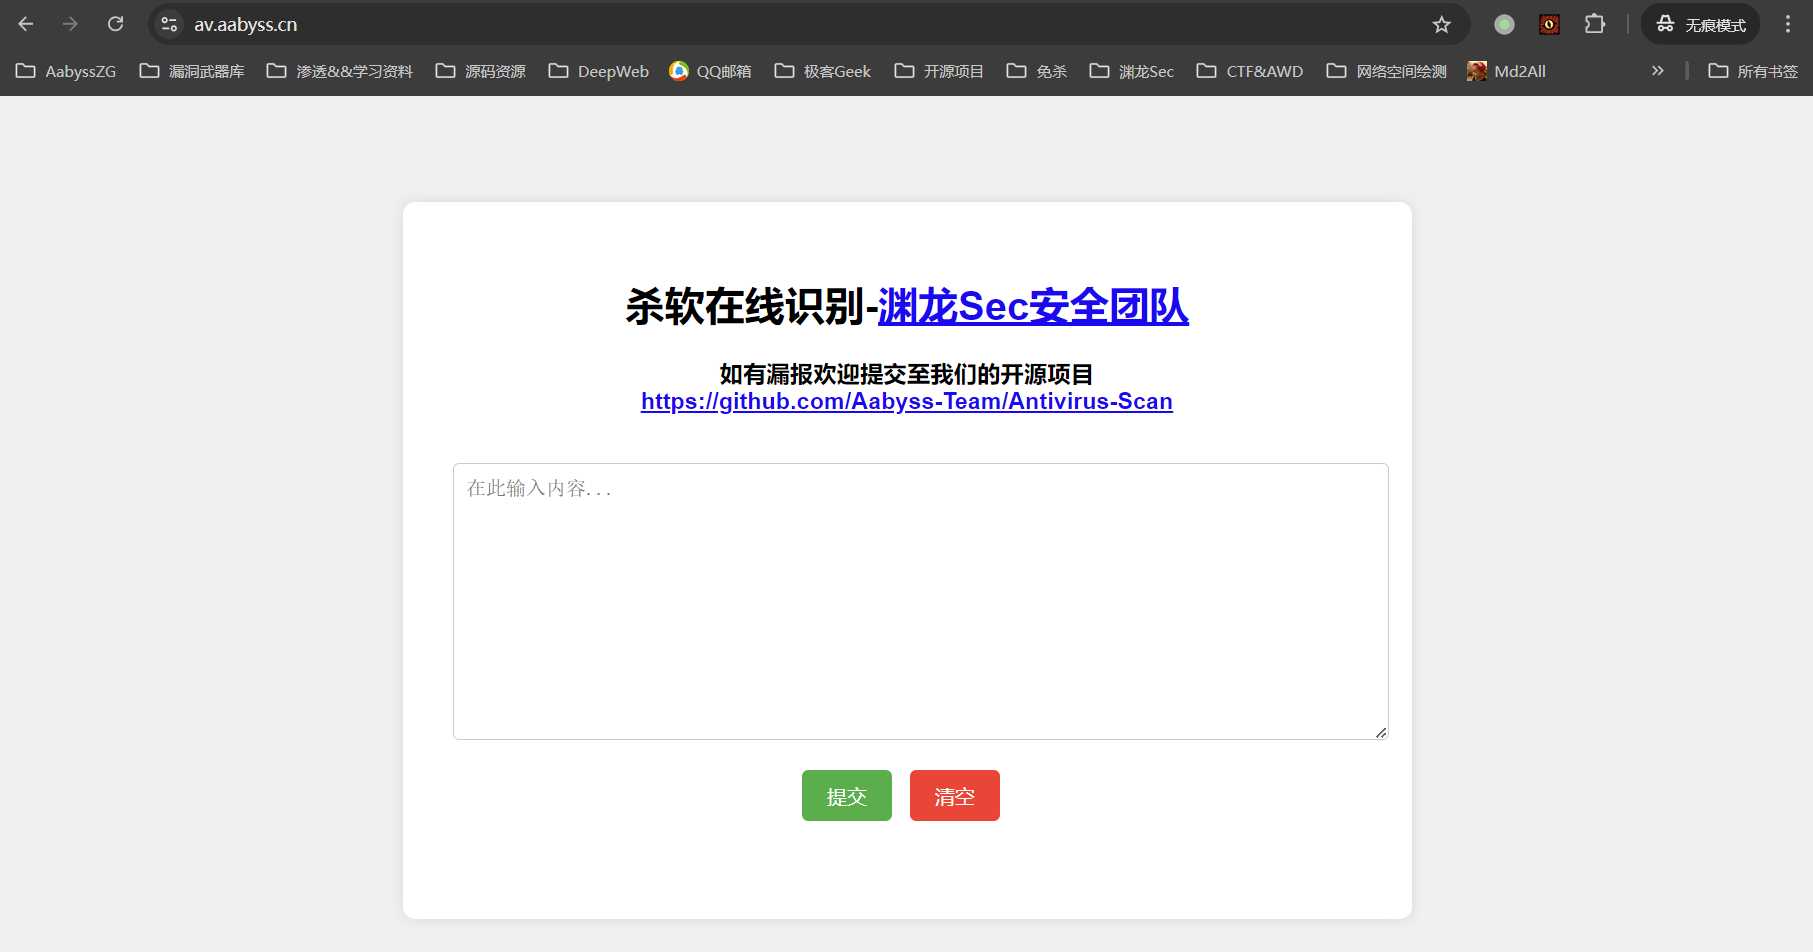 av.aabyss.cn
无痕模式
AabyssZG 漏洞武器库 渗透&&学习资料 源码资源 DeepWeb QQ邮箱 极客Geek 开源项目 免杀 渊龙Sec CTF&AWD 网络空间绘测 Md2All » 所有书签
杀软在线识别-渊龙Sec安全团队
如有漏报欢迎提交至我们的开源项目
https://github.com/Aabyss-Team/Antivirus-Scan
在此输入内容...
提交 清空